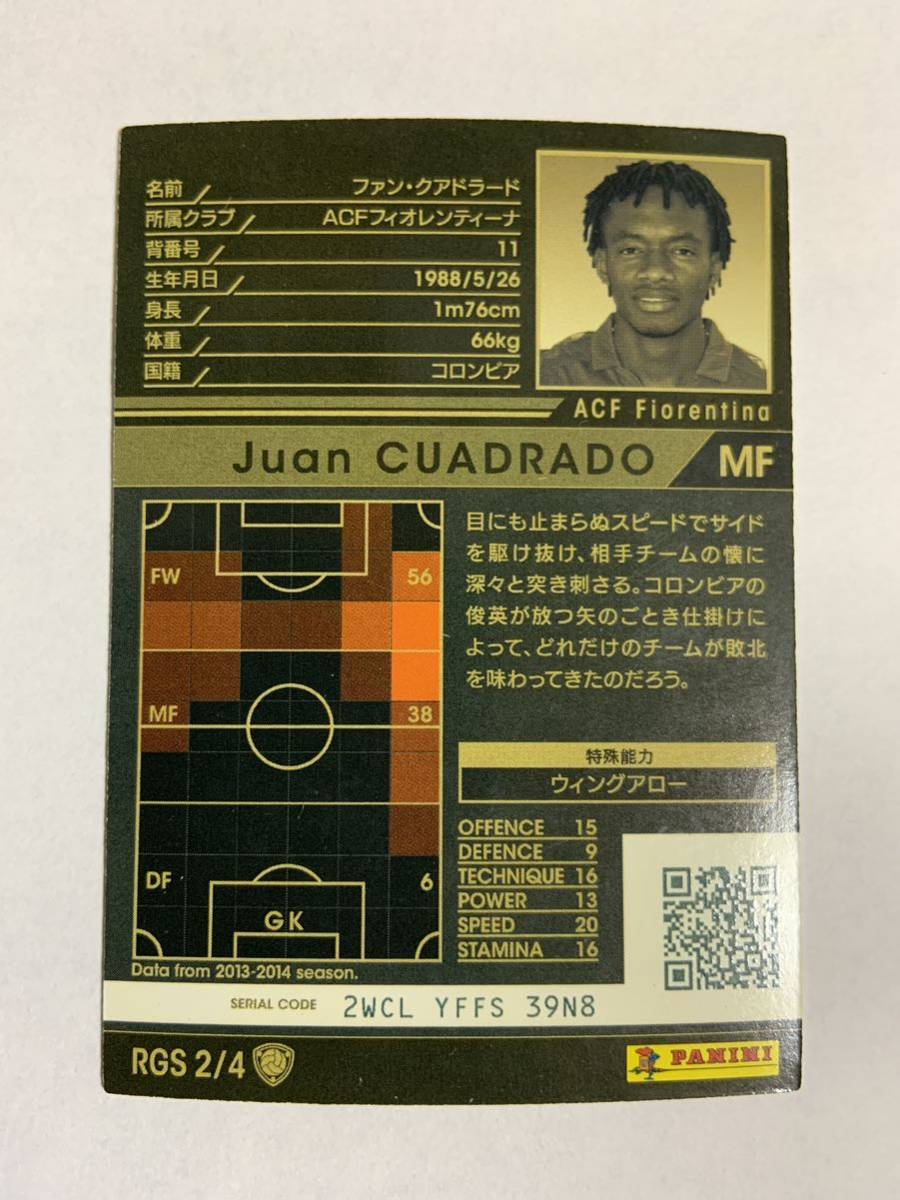 名前 ファン・クアドラード
所属クラブ ACFフィオレンティーナ
背番号 11
生年月日 1988/5/26
身長 1m76cm
体重 66kg
国籍 コロンビア
ACF Fiorentina
Juan CUADRADO MF
FW 56
MF 38
DF 6
GK
Data from 2013-2014 season.
目にも止まらぬスピードでサイド
を駆け抜け、相手チームの懐に
深々と突き刺さる。コロンビアの
俊英が放つ矢のごとき仕掛けに
よって、どれだけのチームが敗北
を味わってきたのだろう。
特殊能力
ウィングアロー
OFFENCE 15
DEFENCE 9
TECHNIQUE 16
POWER 13
SPEED 20
STAMINA 16
SERIAL CODE 2WCL YFFS 39N8
RGS 2/4
PANINI